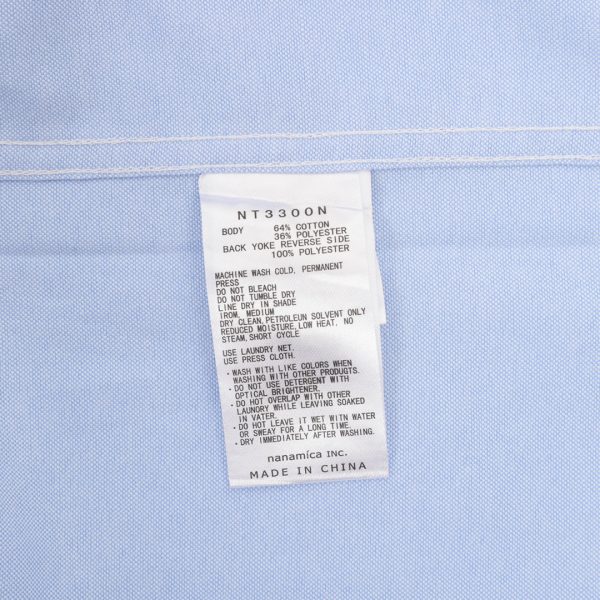 NT3300N
BODY 64% COTTON
36% POLYESTER
BACK YOKE REVERSE SIDE
100% POLYESTER
MACHINE WASH COLD, PERMANENT
PRESS
DO NOT BLEACH
DO NOT TUMBLE DRY
LINE DRY IN SHADE
IROM, MEDIUM
DRY CLEAN,PETROLEUN SOLVENT ONLY
REDUCED MOISTURE,LOW HEAT, NO
STEAM,SHORT CYCLE
USE LAUNDRY NET.
USE PRESS CLOTH.
・WASH WITH LIKE COLORS WHEN
WASHING WITH OTHER PRODUGTS.
・DO NOT USE DETERGENT WITH
OPTICAL BRIGHTENER.
・DO HOT OVERLAP WITH OTHER
LAUNDRY WHILE LEAVING SOAKED
IN VATER.
・DO NOT LEAVE IT WET WITH WATER
OR SWEAY FOR A LONG TIME.
・DRY IMMEDIATELY AFTER WASHING.
nanamica INC.
MADE IN CHINA